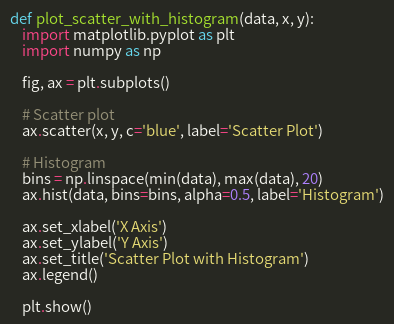 def plot_scatter_with_histogram(data, x, y):
    import matplotlib.pyplot as plt
    import numpy as np

    fig, ax = plt.subplots()

    # Scatter plot
    ax.scatter(x, y, c='blue', label='Scatter Plot')

    # Histogram
    bins = np.linspace(min(data), max(data), 20)
    ax.hist(data, bins=bins, alpha=0.5, label='Histogram')

    ax.set_xlabel('X Axis')
    ax.set_ylabel('Y Axis')
    ax.set_title('Scatter Plot with Histogram')
    ax.legend()

    plt.show()